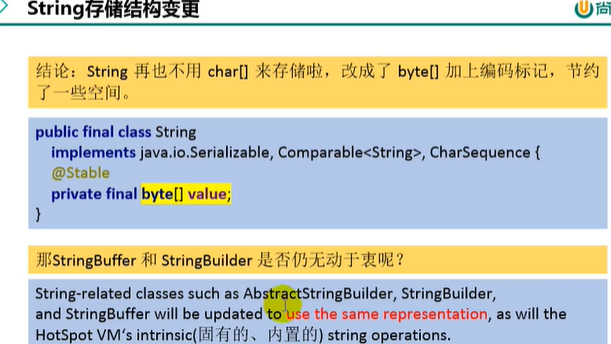 String存储结构变更
尚
结论：String 再也不用 char[] 来存储啦，改成了 byte[] 加上编码标记，节约
了一些空间。
public final class String
implements java.io.Serializable, Comparable<String>, CharSequence {
@Stable
private final byte[] value;
}
那StringBuffer 和 StringBuilder 是否仍无动于衷呢？
String-related classes such as AbstractStringBuilder, StringBuilder,
and StringBuffer will be updated to use the same representation, as will the
HotSpot VM‘s intrinsic(固有的、内置的) string operations.